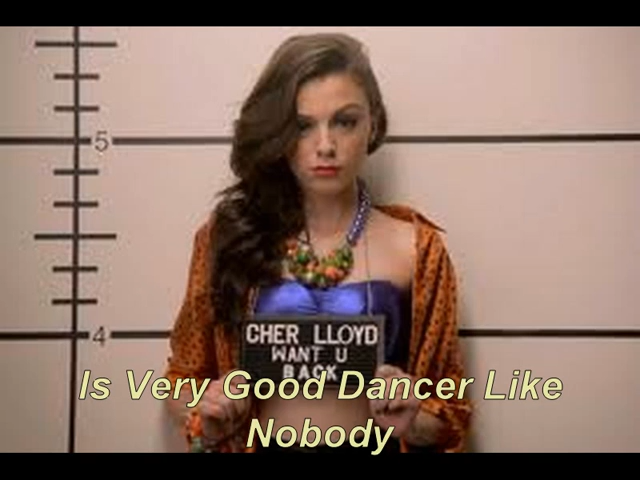 5
CHER LLOYD
WANT U
BACK
4
Is Very Good Dancer Like
Nobody